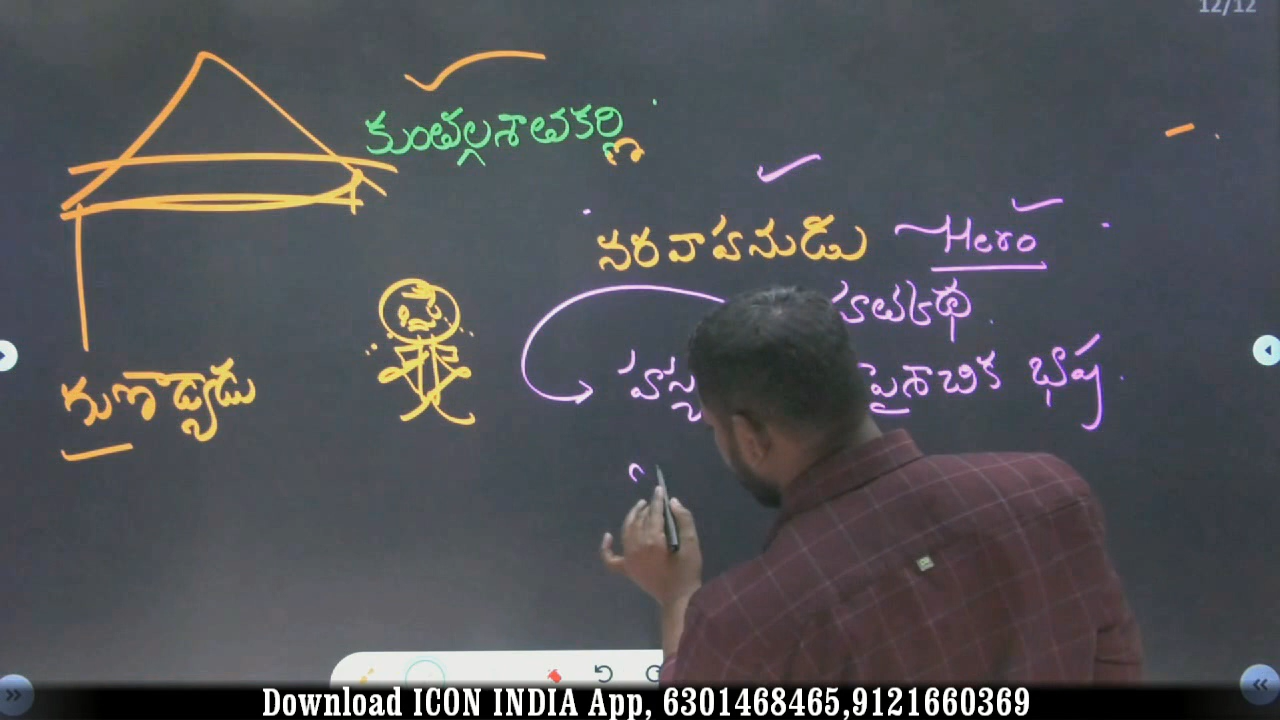 12/12
కుంతలశాతకర్ణి
నరవాహనుడు - Hero
గుణాడ్యుడు
పైశాచిక భాష
Download ICON INDIA App, 6301468465,9121660369